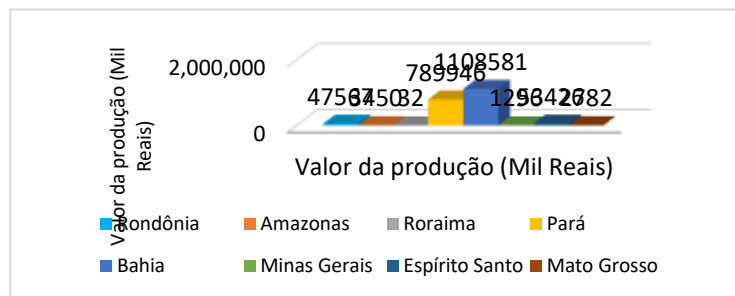 Valor da produção (Mil
Reais)
2,000,000
0
1108581
789946
32
Valor da produção (Mil Reais)
Rondônia Amazonas Roraima Pará
Bahia Minas Gerais Espírito Santo Mato Grosso